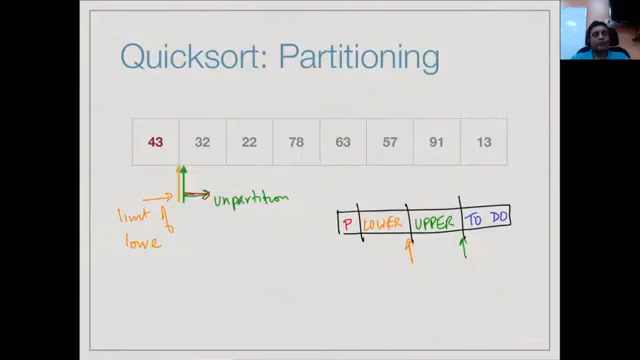 Quicksort: Partitioning
43 32 22 78 63 57 91 13
unpartition
limit of
lowe
P LOWER UPPER TO DO